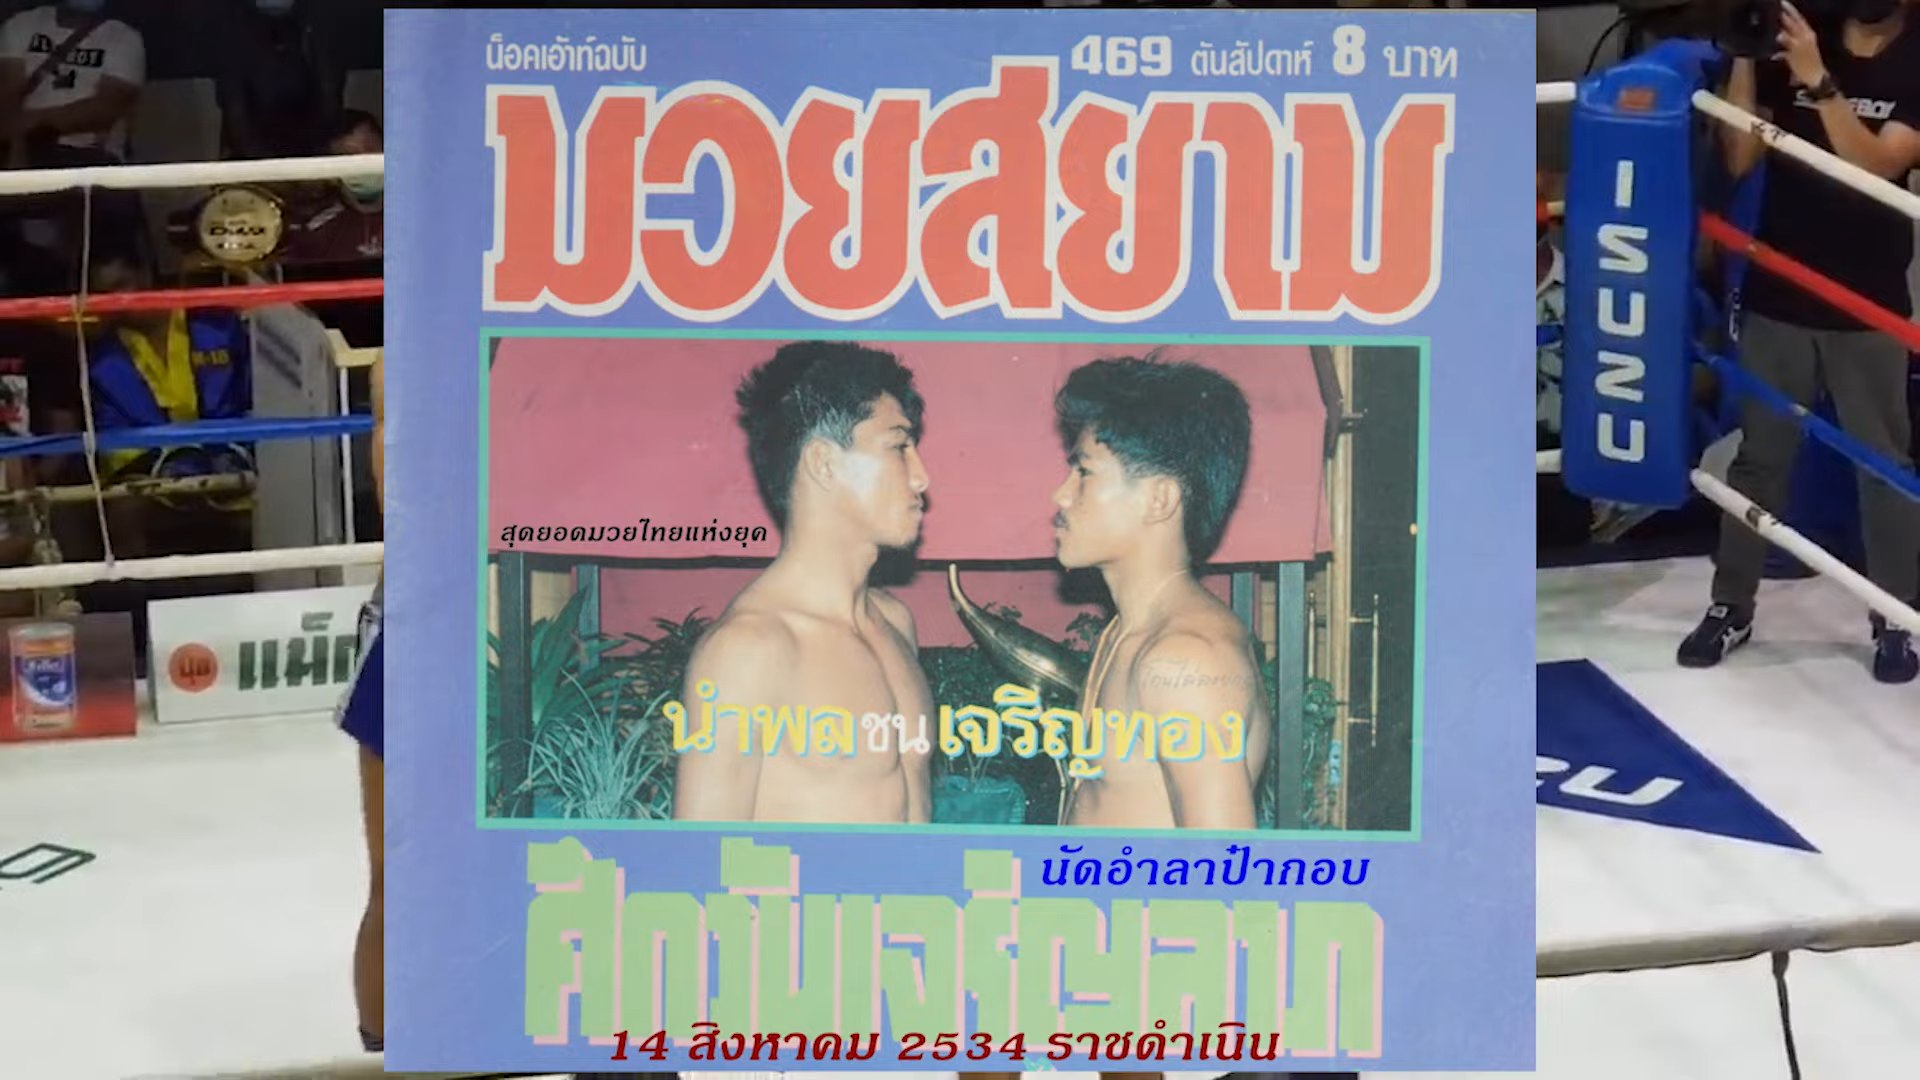 น็อคเอ้าท์ฉบับ 469 ต้นสัปดาห์ 8 บาท
มวยสยาม
สุดยอดมวยไทยแห่งยุค
นำพลชนเจริญทอง
นัดอำลาป๋ากอบ
ศึกวันเจริญลาภ
14 สิงหาคม 2534 ราชดำเนิน
ISUZU